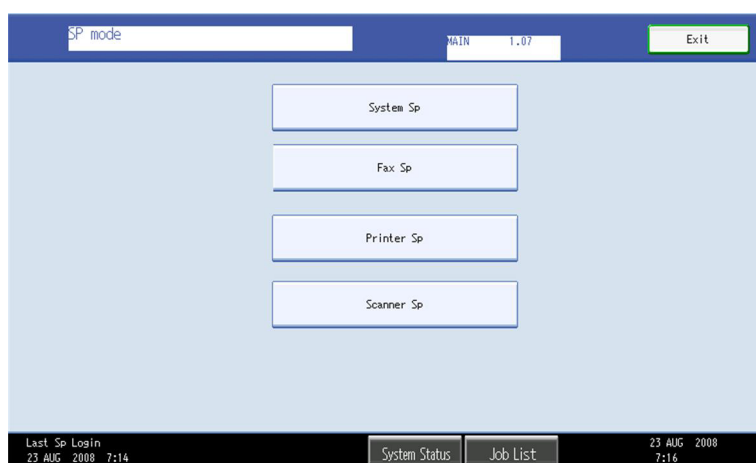 SP mode
MAIN 1.07
Exit
System Sp
Fax Sp
Printer Sp
Scanner Sp
Last Sp Login
23 AUG 2008 7:14
System Status
Job List
23 AUG 2008
7:16